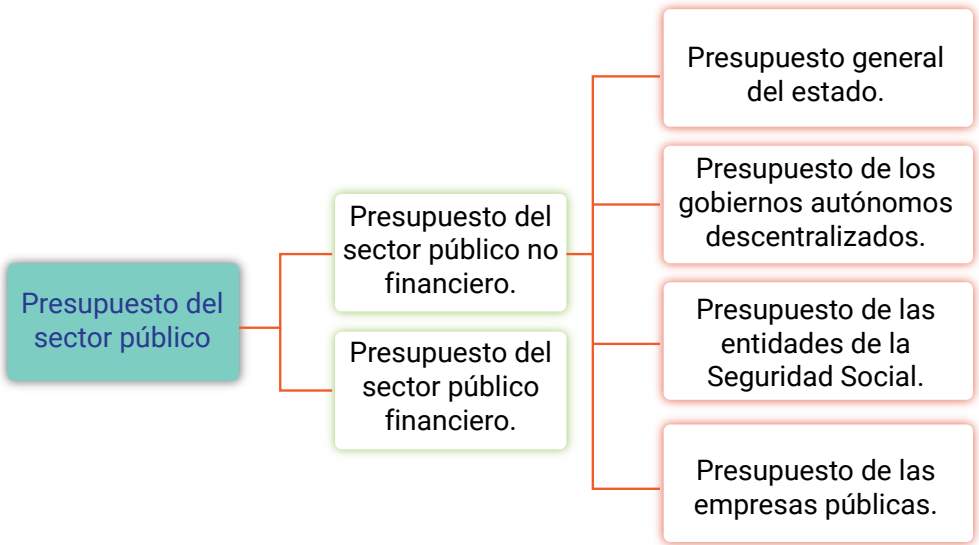 Presupuesto del
sector público
Presupuesto del
sector público no
financiero.
Presupuesto del
sector público
financiero.
Presupuesto general
del estado.
Presupuesto de los
gobiernos autónomos
descentralizados.
Presupuesto de las
entidades de la
Seguridad Social.
Presupuesto de las
empresas públicas.